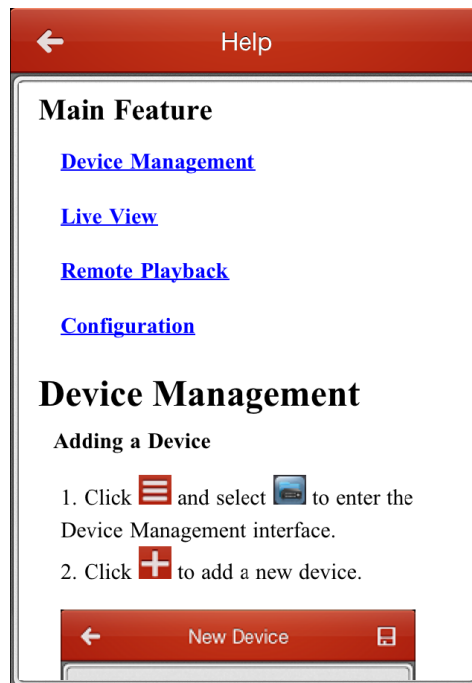 Help
Main Feature
Device Management
Live View
Remote Playback
Configuration
Device Management
Adding a Device
1. Click and select to enter the
Device Management interface.
2. Click to add a new device.
New Device